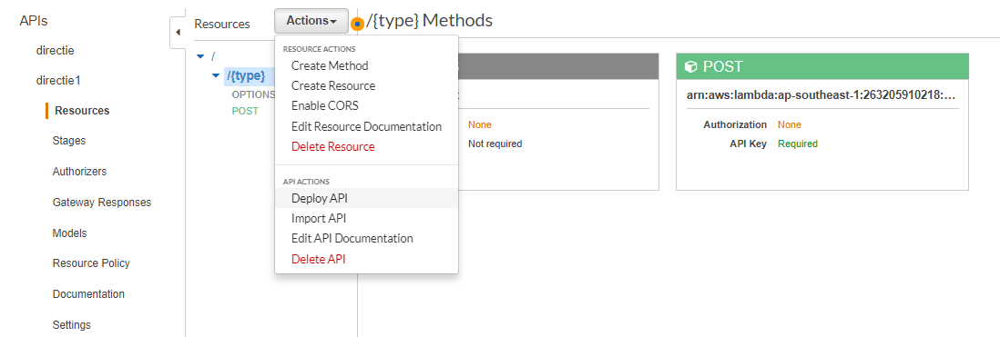 APIs
directie
directie1
Resources
Stages
Authorizers
Gateway Responses
Models
Resource Policy
Documentation
Settings
Resources
Actions
/
/{type}
OPTIONS
POST
RESOURCE ACTIONS
Create Method
Create Resource
Enable CORS
Edit Resource Documentation
Delete Resource
API ACTIONS
Deploy API
Import API
Edit API Documentation
Delete API
/{type} Methods
None
Not required
POST
arn:aws:lambda:ap-southeast-1:263205910218:...
Authorization None
API Key Required